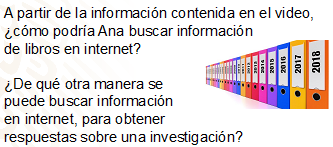 A partir de la información contenida en el video,
¿cómo podría Ana buscar información
de libros en internet?
¿De qué otra manera se
puede buscar información
en internet, para obtener
respuestas sobre una investigación?
2014
2015
2016
2017
2018